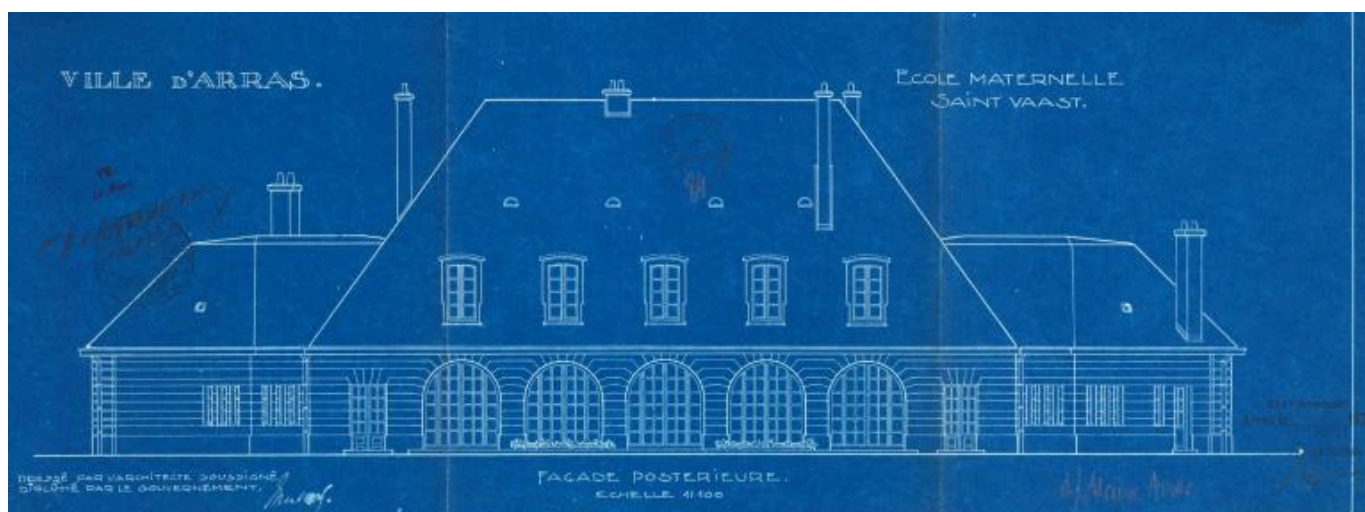 VILLE D'ARRAS.
ECOLE MATERNELLE
SAINT VAAST.
DRESSÉ PAR L'ARCHITECTE SOUSSIGNÉ
DIPLÔMÉ PAR LE GOUVERNEMENT.
FAÇADE POSTERIEURE.
ECHELLE 1/100